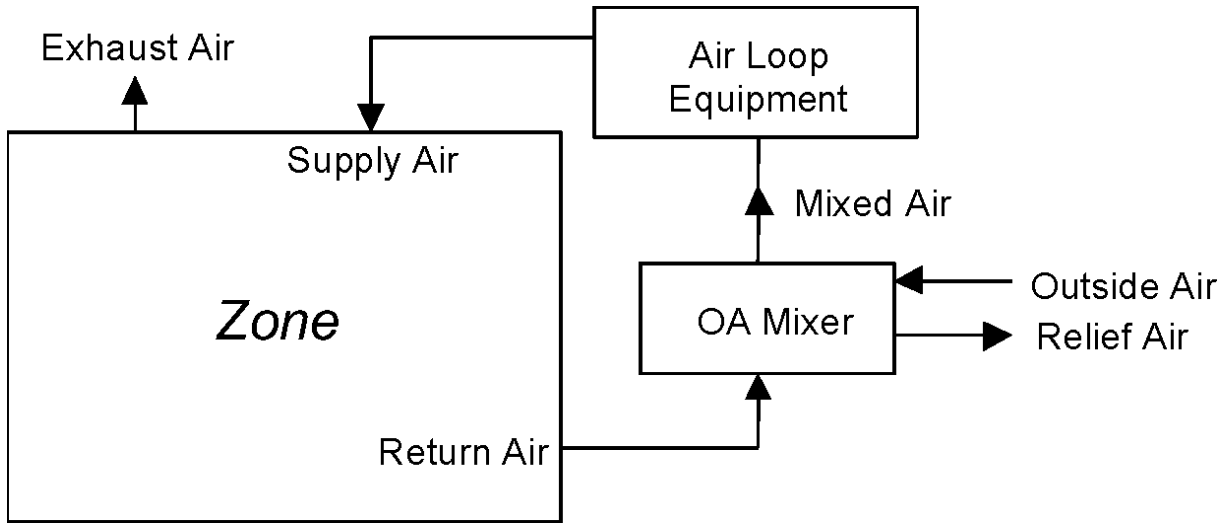 Exhaust Air
Air Loop
Equipment
Supply Air
Mixed Air
Outside Air
Zone
OA Mixer
Relief Air
Return Air